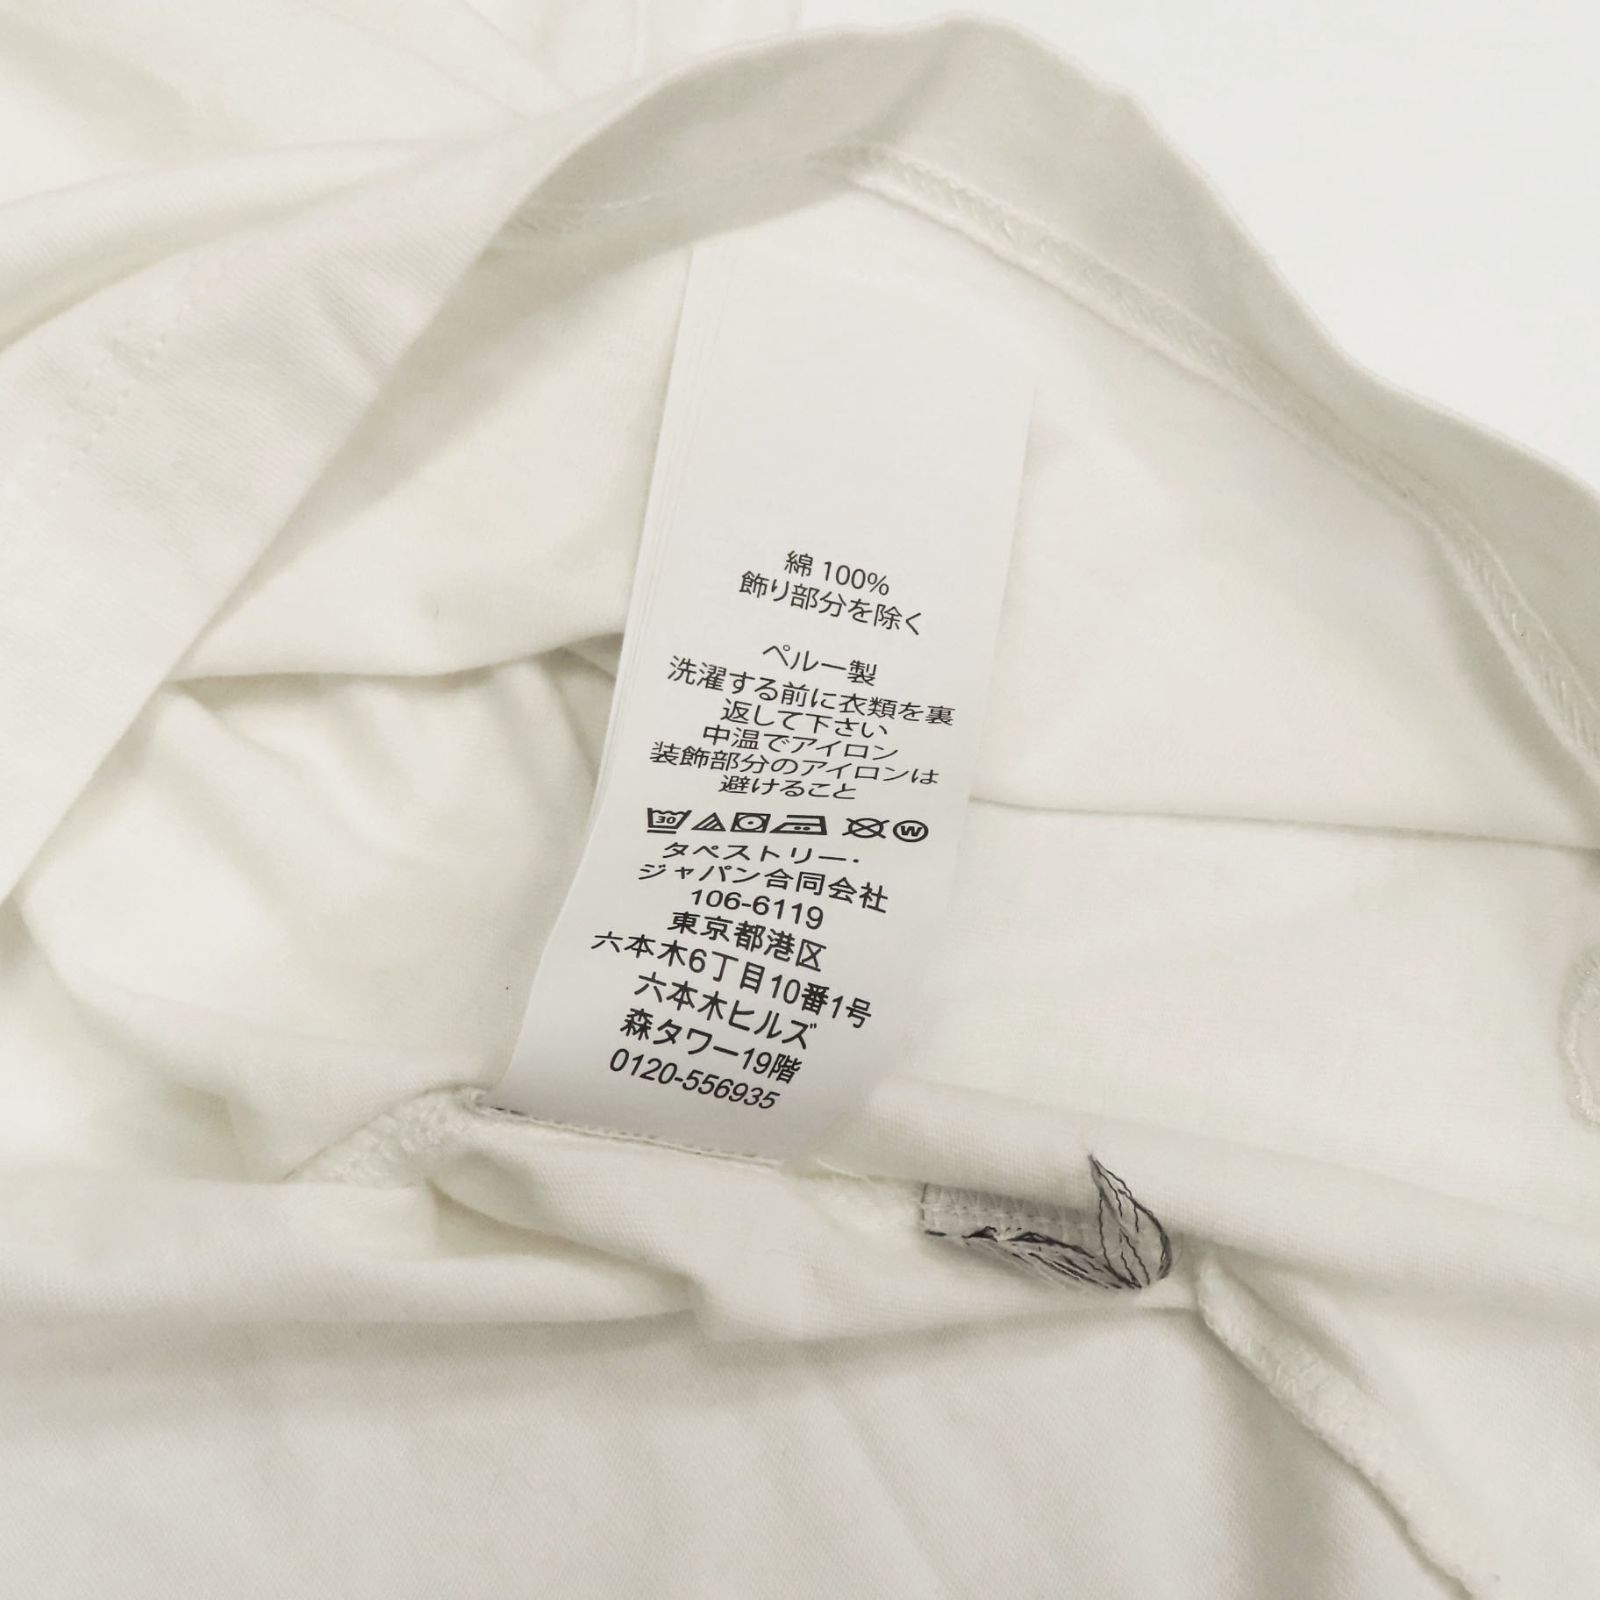 綿 100%
飾り部分を除く
ペルー製
洗濯する前に衣類を裏
返して下さい
中温でアイロン
装飾部分のアイロンは
避けること
30 W
タペストリー・
ジャパン合同会社
106-6119
東京都港区
六本木6丁目10番1号
六本木ヒルズ
森タワー19階
0120-556935